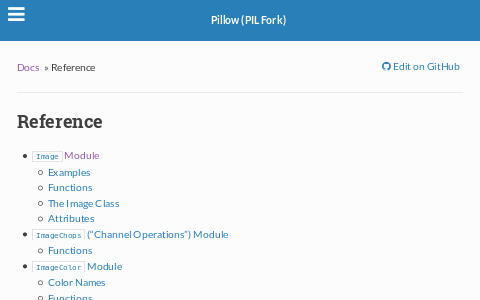 Pillow (PIL Fork)
Docs » Reference
Edit on GitHub
Reference
Image Module
Examples
Functions
The Image Class
Attributes
ImageChops (“Channel Operations”) Module
Functions
ImageColor Module
Color Names
Functions